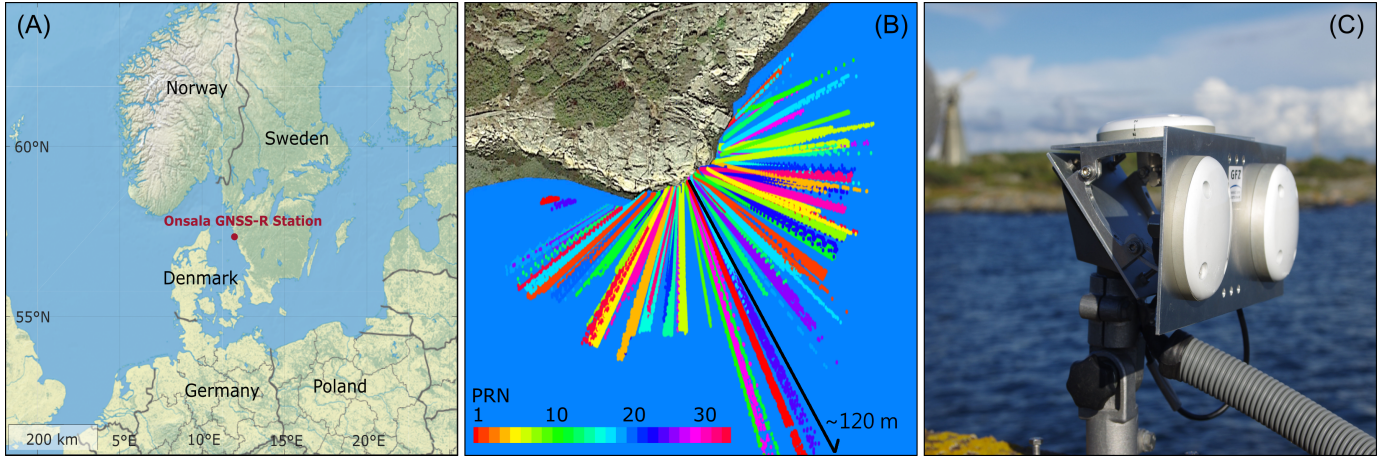 (A)
Norway
Sweden
60°N
Onsala GNSS-R Station
Denmark
55°N
Germany
Poland
200 km
5°E
10°E
15°E
20°E
(B)
PRN
1 10 20 30
~120 m
(C)
GFZ